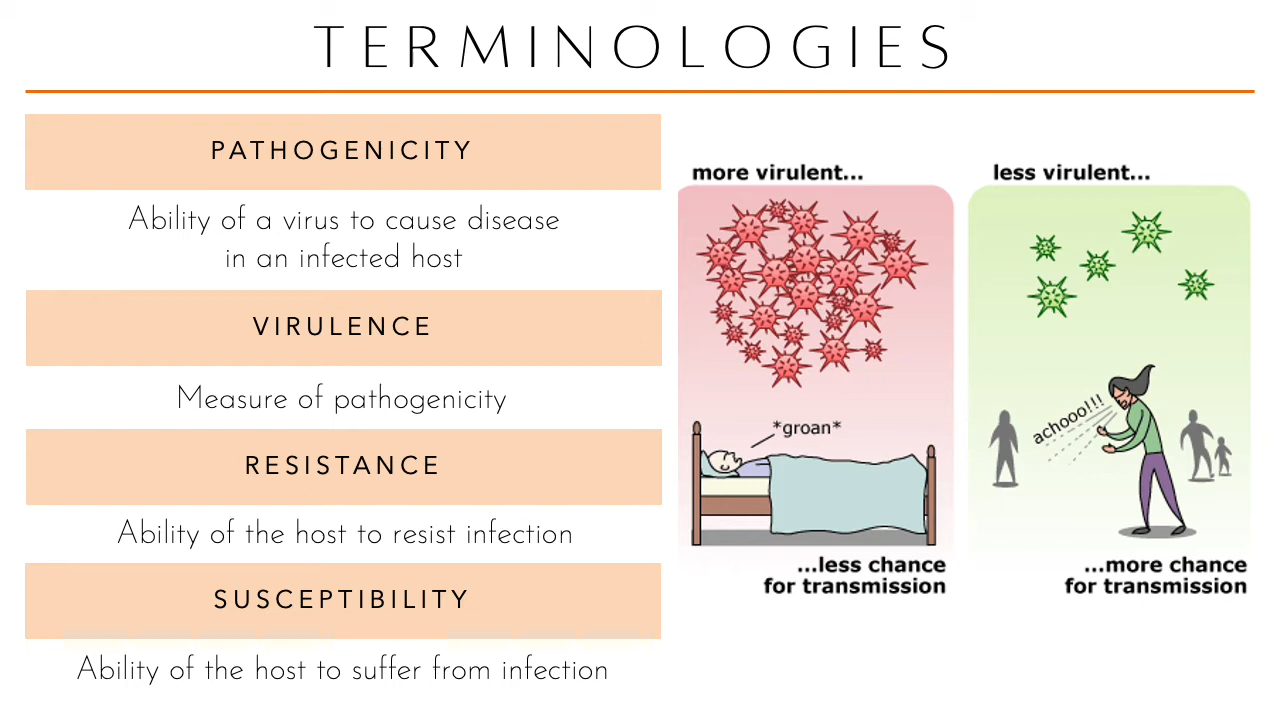 TERMINOLOGIES
PATHOGENICITY
Ability of a virus to cause disease
in an infected host
VIRULENCE
Measure of pathogenicity
RESISTANCE
Ability of the host to resist infection
SUSCEPTIBILITY
Ability of the host to suffer from infection
more virulent...
*groan*
...less chance
for transmission
less virulent...
achooo!!!
...more chance
for transmission